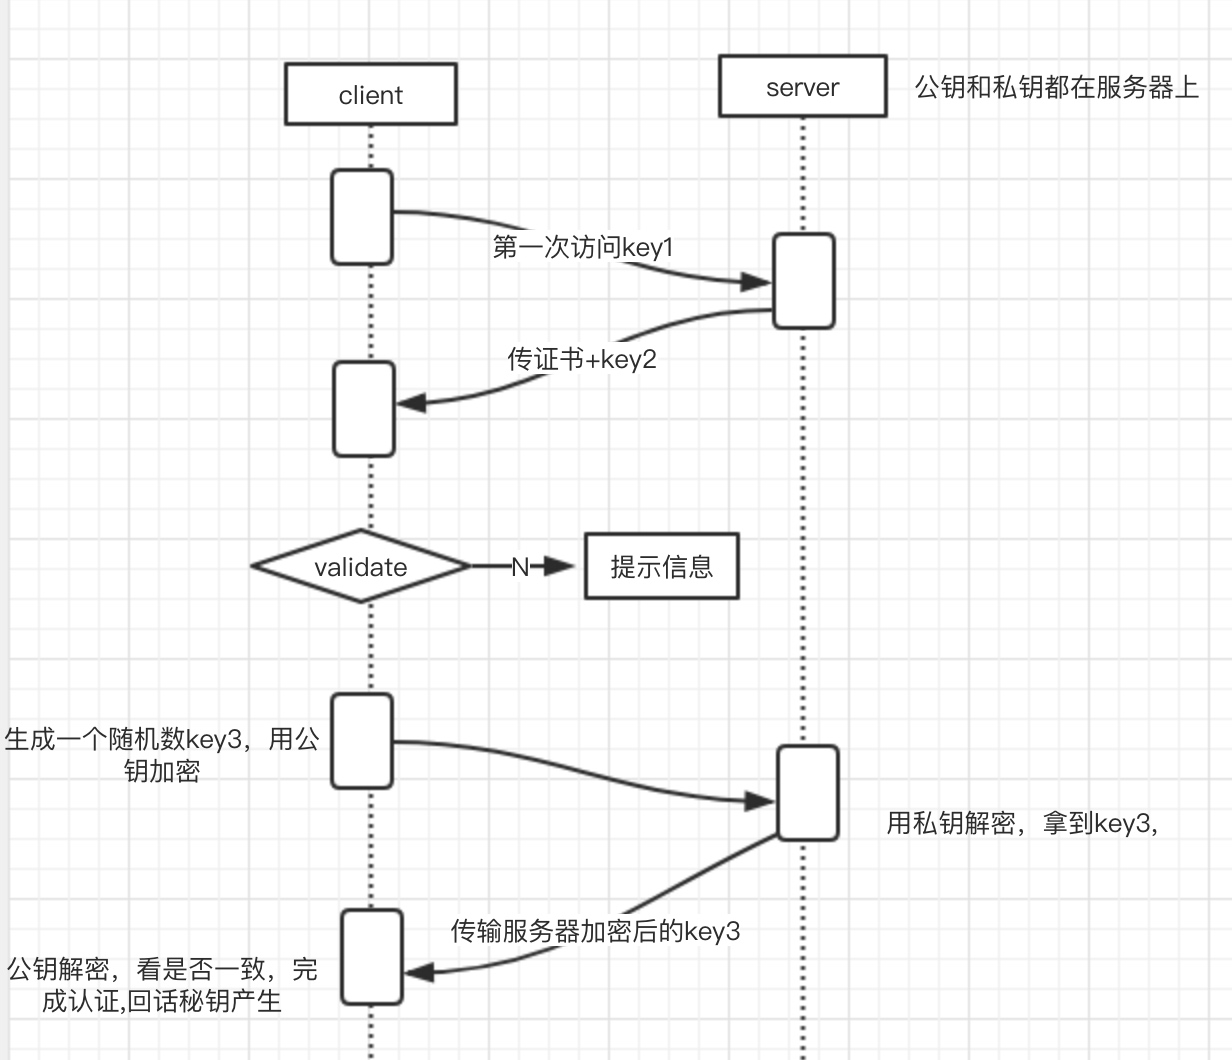 client
server
公钥和私钥都在服务器上
第一次访问key1
传证书+key2
validate
N
提示信息
生成一个随机数key3，用公
钥加密
用私钥解密，拿到key3,
传输服务器加密后的key3
公钥解密，看是否一致，完
成认证,回话秘钥产生